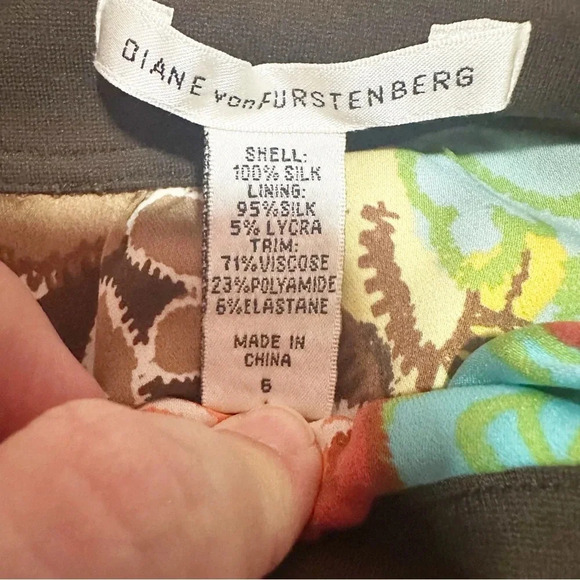 DIANE von FURSTENBERG
SHELL:
100% SILK
LINING:
95%SILK
5% LYCRA
TRIM:
71%VISCOSE
23%POLYAMIDE
6%ELASTANE
MADE IN
CHINA
6